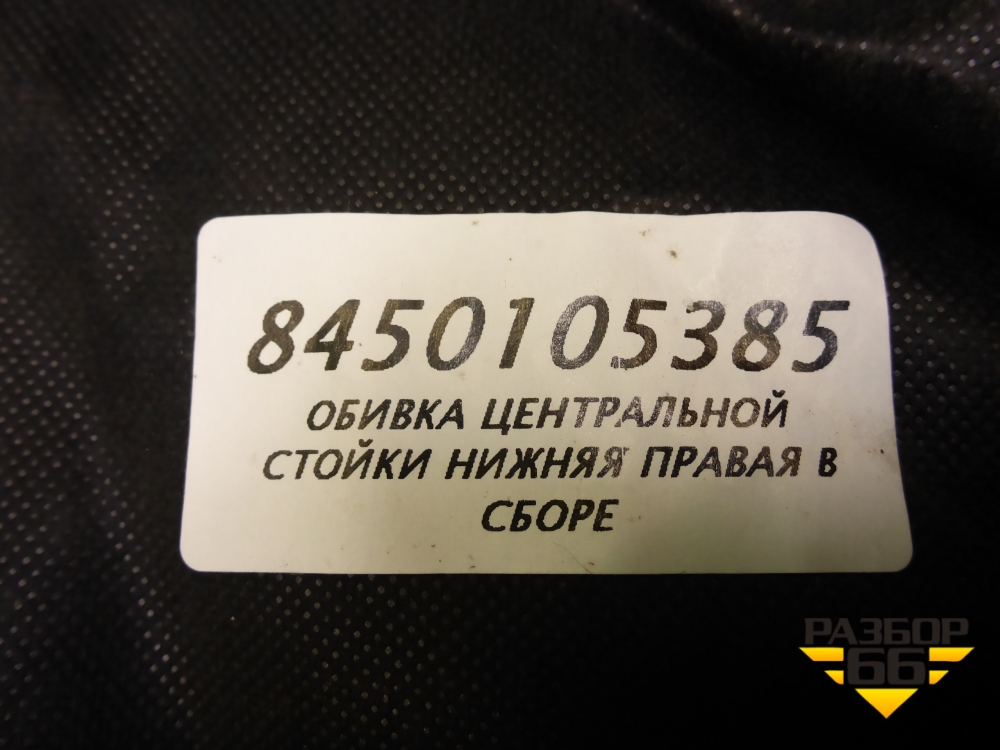 8450105385
ОБИВКА ЦЕНТРАЛЬНОЙ
СТОЙКИ НИЖНЯЯ ПРАВАЯ В
СБОРЕ
РАЗБОР
66